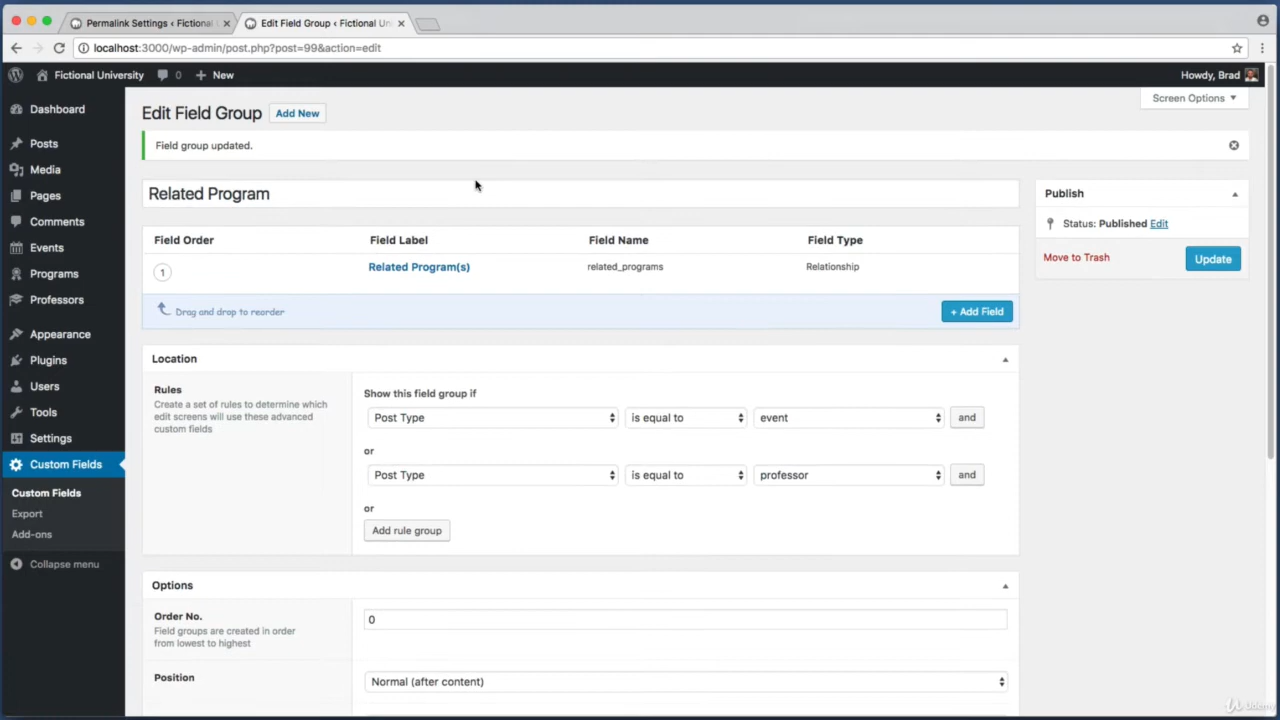 Permalink Settings ‹ Fictional
Edit Field Group ‹ Fictional Un
localhost:3000/wp-admin/post.php?post=99&action=edit
Fictional University 0 New
Howdy, Brad
Dashboard
Posts
Media
Pages
Comments
Events
Programs
Professors
Appearance
Plugins
Users
Tools
Settings
Custom Fields
Custom Fields
Export
Add-ons
Collapse menu
Screen Options
Edit Field Group Add New
Field group updated.
Related Program
Field Order Field Label Field Name Field Type
1 Related Program(s) related_programs Relationship
Drag and drop to reorder + Add Field
Location
Rules
Create a set of rules to determine which
edit screens will use these advanced
custom fields
Show this field group if
Post Type is equal to event and
or
Post Type is equal to professor and
or
Add rule group
Options
Order No.
Field groups are created in order
from lowest to highest
0
Position
Normal (after content)
Publish
Status: Published Edit
Move to Trash Update
Udemy